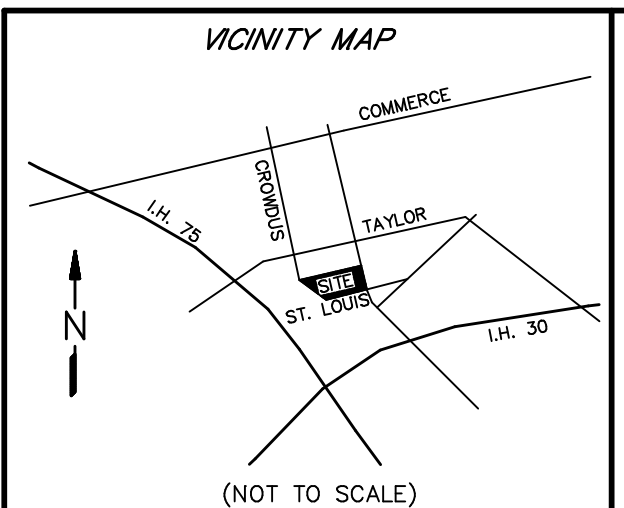 VICINITY MAP
COMMERCE
CROWDUS
I.H. 75
TAYLOR
SITE
ST. LOUIS
N
I.H. 30
(NOT TO SCALE)